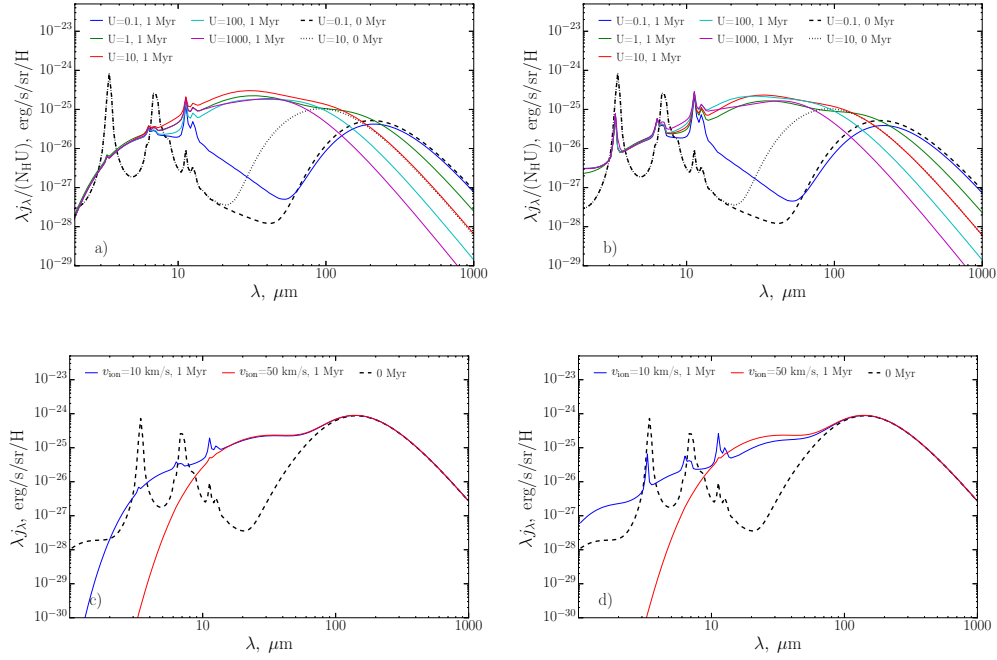 U=0.1, 1 Myr U=100, 1 Myr U=0.1, 0 Myr
U=1, 1 Myr U=1000, 1 Myr U=10, 0 Myr
U=10, 1 Myr
10⁻²³
10⁻²⁴
10⁻²⁵
10⁻²⁶
10⁻²⁷
10⁻²⁸
10⁻²⁹
λj_λ/(N_H U), erg/s/sr/H
a)
10 100 1000
λ, μm
U=0.1, 1 Myr U=100, 1 Myr U=0.1, 0 Myr
U=1, 1 Myr U=1000, 1 Myr U=10, 0 Myr
U=10, 1 Myr
10⁻²³
10⁻²⁴
10⁻²⁵
10⁻²⁶
10⁻²⁷
10⁻²⁸
10⁻²⁹
λj_λ/(N_H U), erg/s/sr/H
b)
10 100 1000
λ, μm
v_ion=10 km/s, 1 Myr v_ion=50 km/s, 1 Myr 0 Myr
10⁻²³
10⁻²⁴
10⁻²⁵
10⁻²⁶
10⁻²⁷
10⁻²⁸
10⁻²⁹
10⁻³⁰
λj_λ, erg/s/sr/H
c)
10 100 1000
λ, μm
v_ion=10 km/s, 1 Myr v_ion=50 km/s, 1 Myr 0 Myr
10⁻²³
10⁻²⁴
10⁻²⁵
10⁻²⁶
10⁻²⁷
10⁻²⁸
10⁻²⁹
10⁻³⁰
λj_λ, erg/s/sr/H
d)
10 100 1000
λ, μm